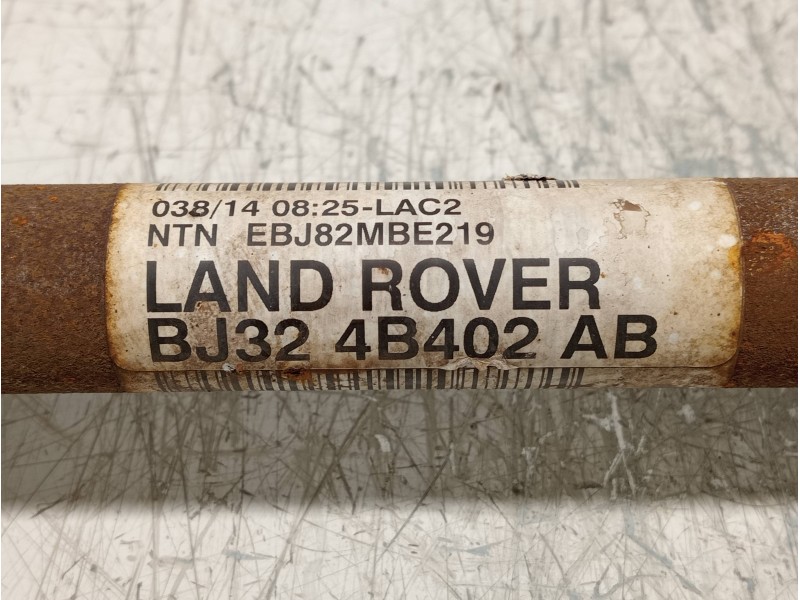 038/14 08:25-LAC2
NTN EBJ82MBE219
LAND ROVER
BJ32 4B402 AB